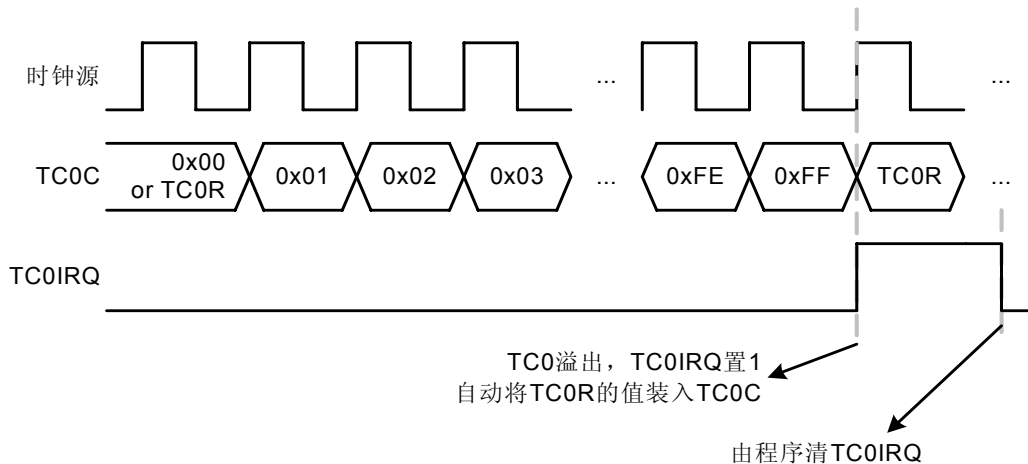 时钟源
...
...
TC0C
0x00
or TC0R
0x01
0x02
0x03
...
0xFE
0xFF
TC0R
...
TC0IRQ
TC0溢出，TC0IRQ置1
自动将TC0R的值装入TC0C
由程序清TC0IRQ